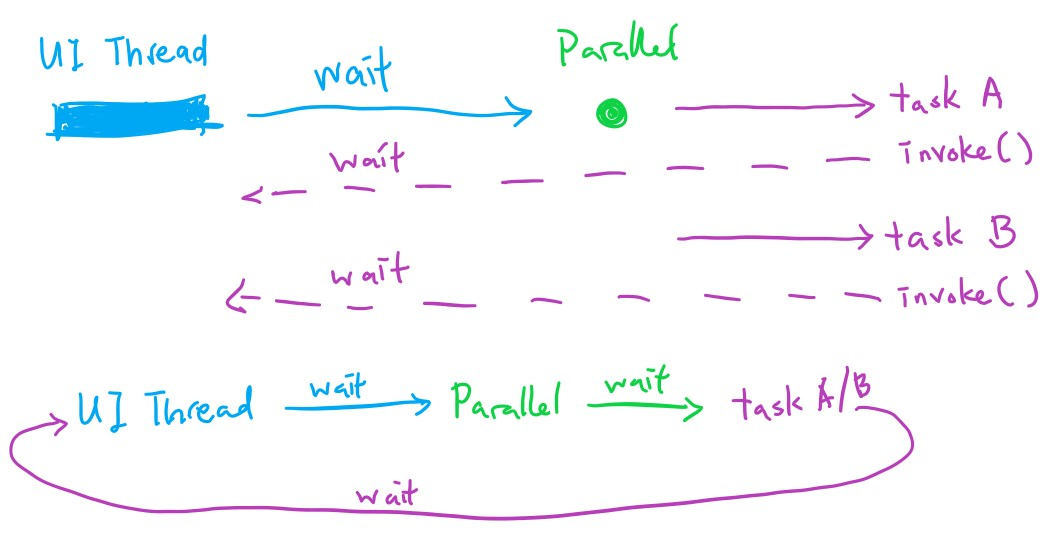 UI Thread
wait
Parallel
task A
wait
invoke()
task B
wait
invoke()
UI Thread
wait
Parallel
wait
task A/B
wait